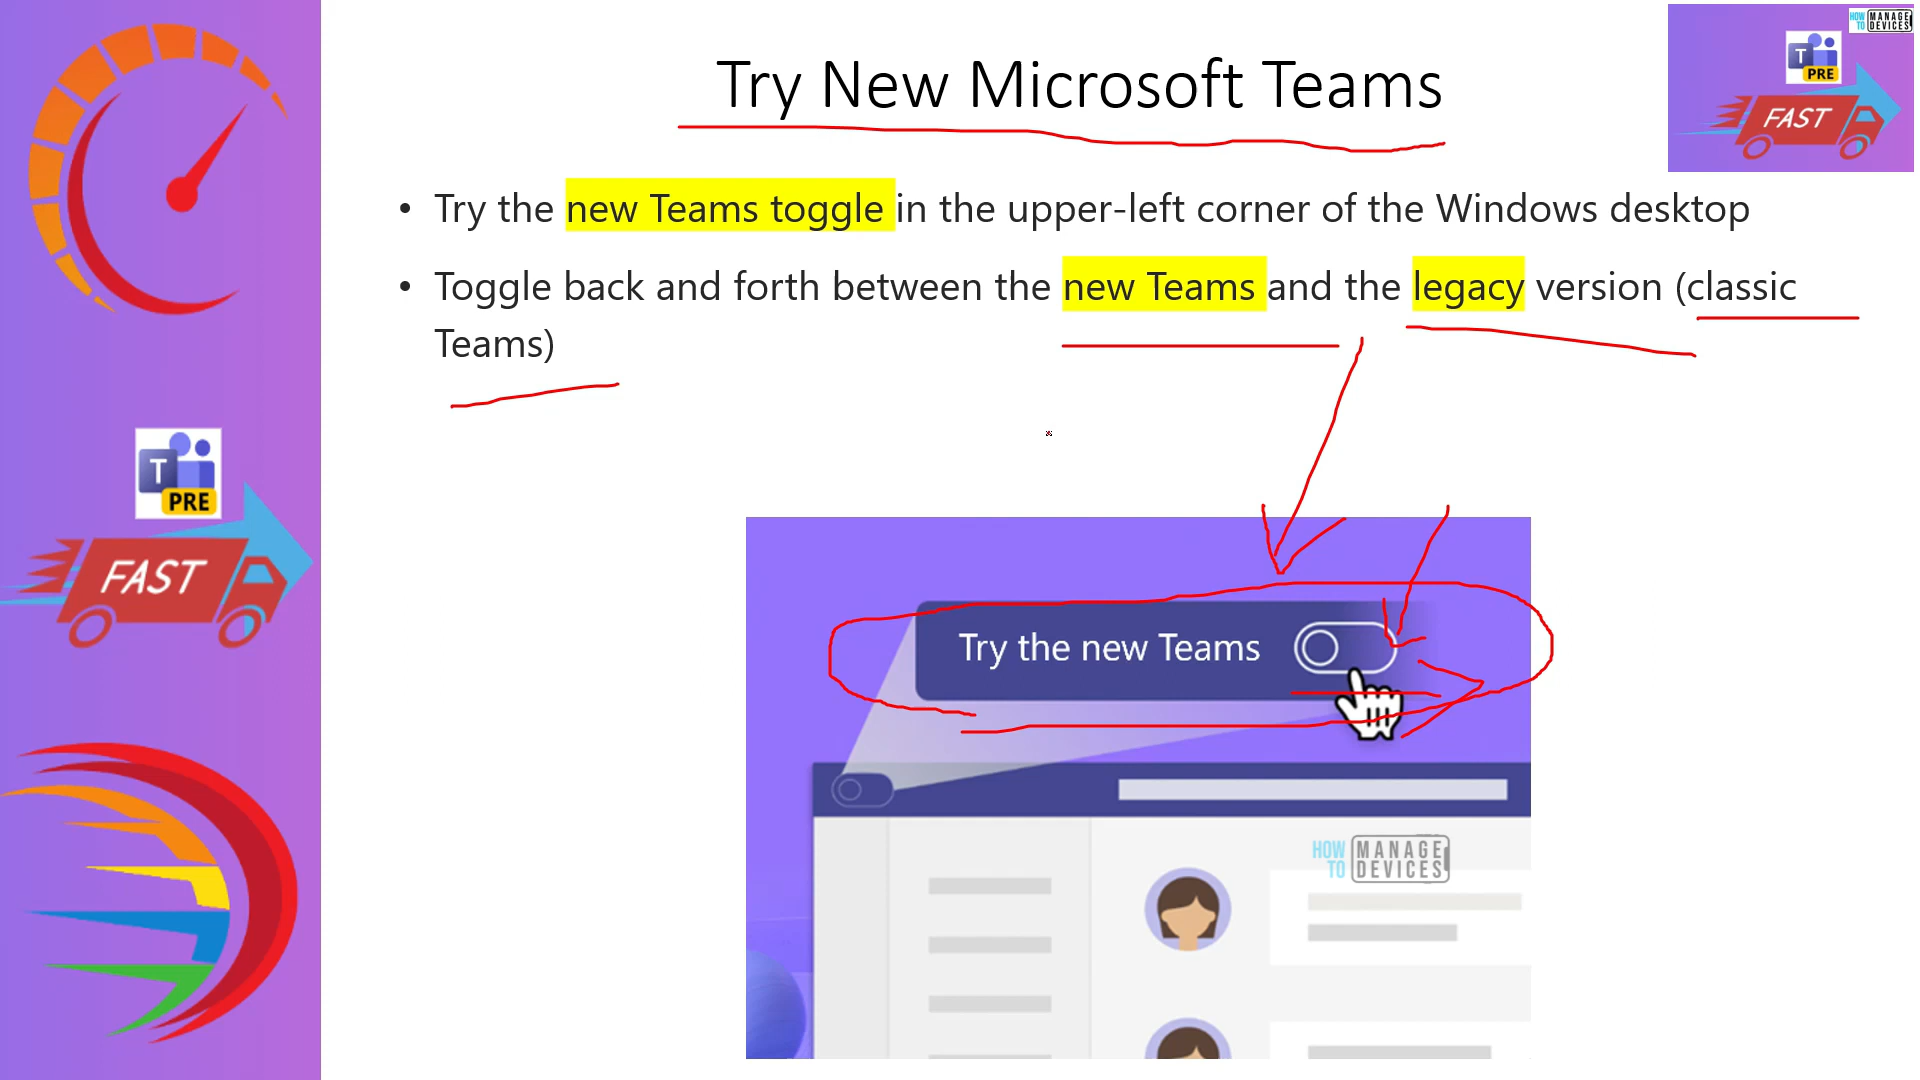 Try New Microsoft Teams
HOW TO MANAGE DEVICES
T
PRE
FAST
• Try the new Teams toggle in the upper-left corner of the Windows desktop
• Toggle back and forth between the new Teams and the legacy version (classic
Teams)
T
PRE
FAST
Try the new Teams
HOW TO MANAGE DEVICES